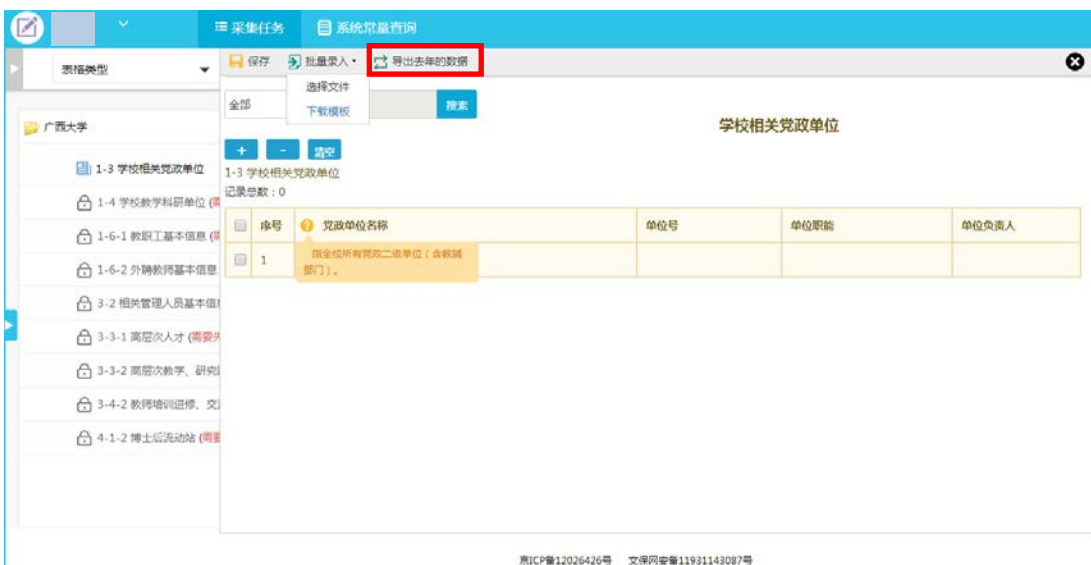 采集任务 系统常量查询
表格类型
保存 批量录入 导出去年的数据
选择文件
下载模板
全部 搜索
学校相关党政单位
广西大学
+ - 清空
1-3 学校相关党政单位
记录总数：0
序号 党政单位名称 单位号 单位职能 单位负责人
1
指全校所有党政二级单位（含教辅
部门）。
1-3 学校相关党政单位
1-4 学校教学科研单位 (需
1-6-1 教职工基本信息 (需
1-6-2 外聘教师基本信息
3-2 相关管理人员基本信
3-3-1 高层次人才 (需要先
3-3-2 高层次教学、研究
3-4-2 教师培训进修、交
4-1-2 博士后流动站 (需要
京ICP备12026426号 文保网安备11931143087号